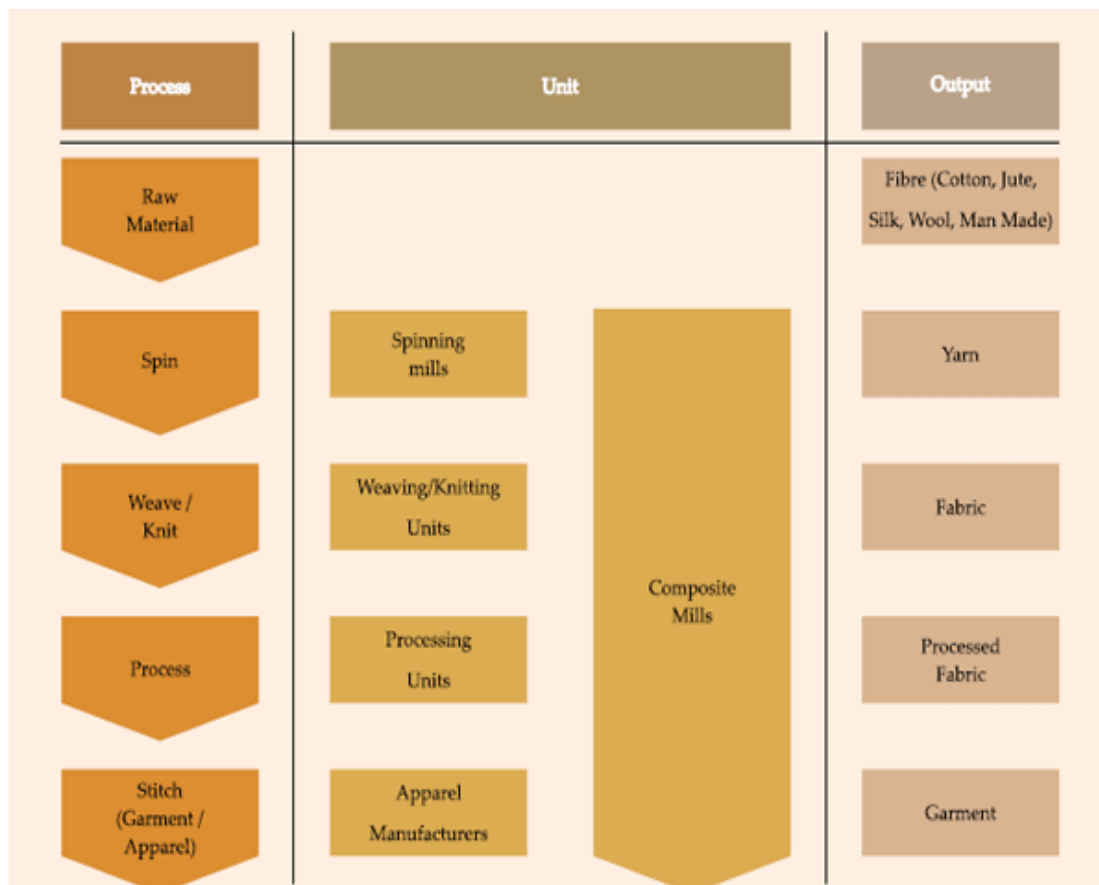 Process
Unit
Output
Raw
Material
Fibre (Cotton, Jute,
Silk, Wool, Man Made)
Spin
Spinning
mills
Yarn
Weave /
Knit
Weaving/Knitting
Units
Fabric
Composite
Mills
Process
Processing
Units
Processed
Fabric
Stitch
(Garment /
Apparel)
Apparel
Manufacturers
Garment